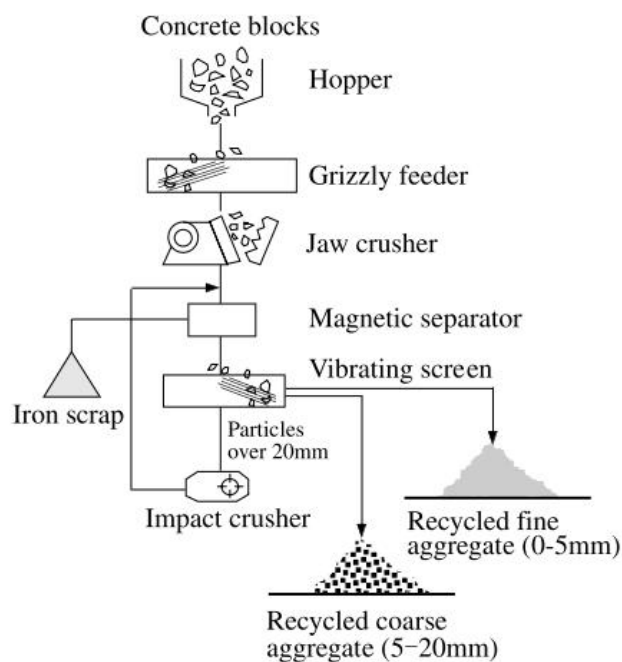 Concrete blocks
Hopper
Grizzly feeder
Jaw crusher
Magnetic separator
Vibrating screen
Iron scrap
Particles
over 20mm
Impact crusher
Recycled fine
aggregate (0-5mm)
Recycled coarse
aggregate (5−20mm)